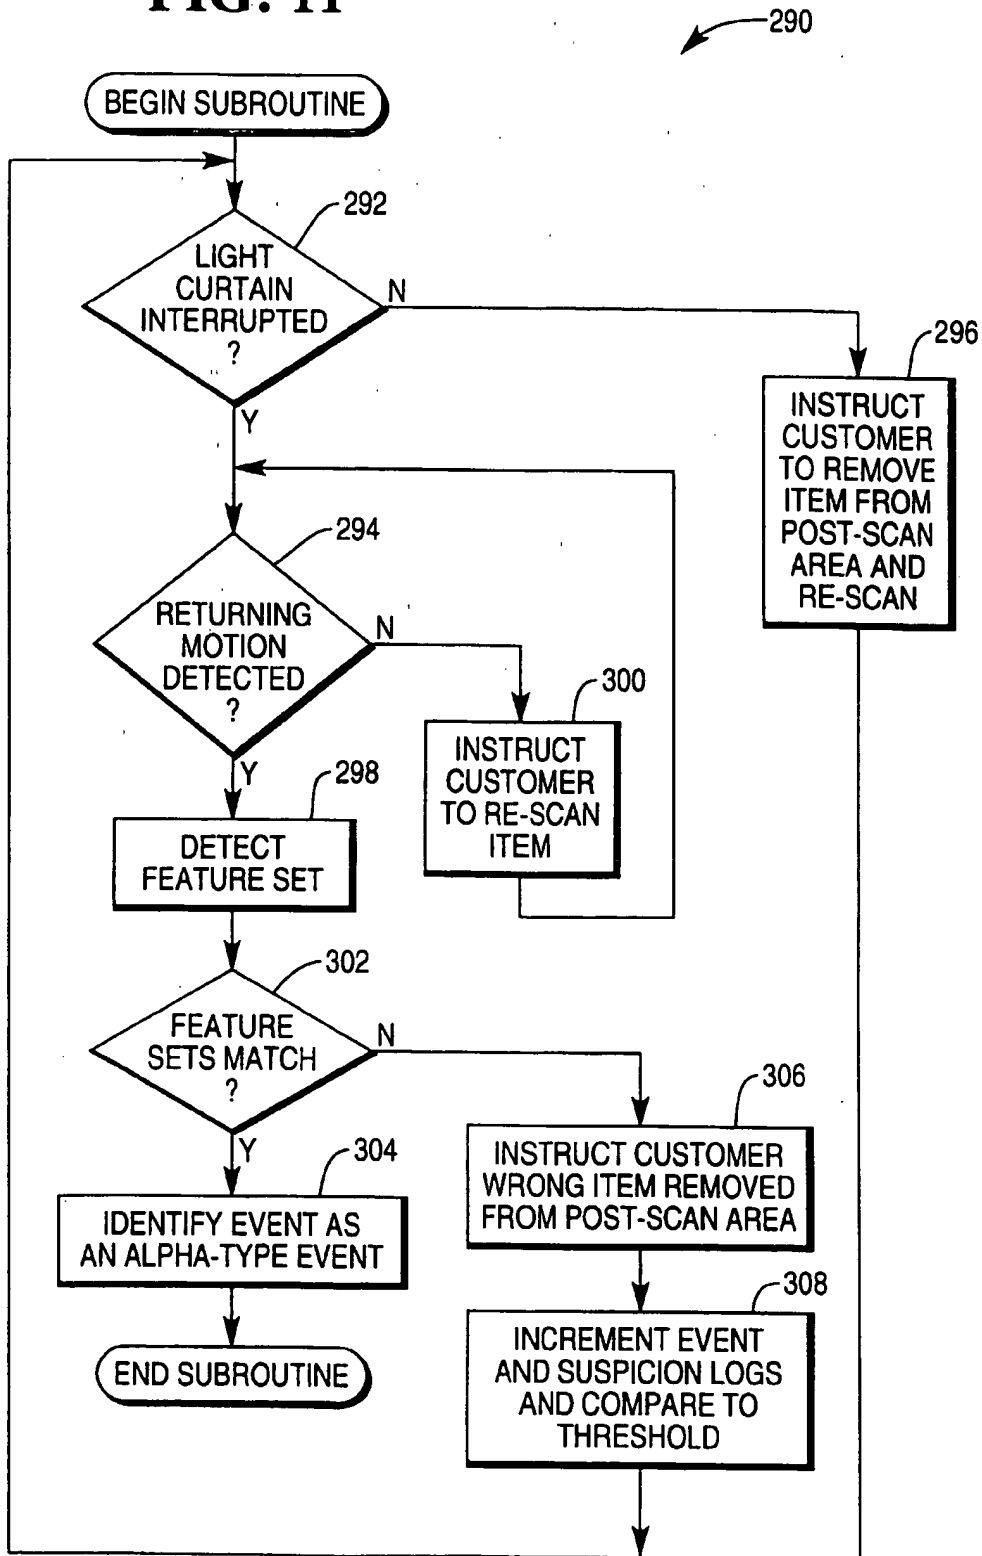 FIG. 11
290
BEGIN SUBROUTINE
292
LIGHT
CURTAIN
INTERRUPTED
?
N
Y
296
INSTRUCT
CUSTOMER
TO REMOVE
ITEM FROM
POST-SCAN
AREA AND
RE-SCAN
294
RETURNING
MOTION
DETECTED
?
N
Y
300
INSTRUCT
CUSTOMER
TO RE-SCAN
ITEM
298
DETECT
FEATURE SET
302
FEATURE
SETS MATCH
?
N
Y
306
INSTRUCT CUSTOMER
WRONG ITEM REMOVED
FROM POST-SCAN AREA
304
IDENTIFY EVENT AS
AN ALPHA-TYPE EVENT
308
INCREMENT EVENT
AND SUSPICION LOGS
AND COMPARE TO
THRESHOLD
END SUBROUTINE